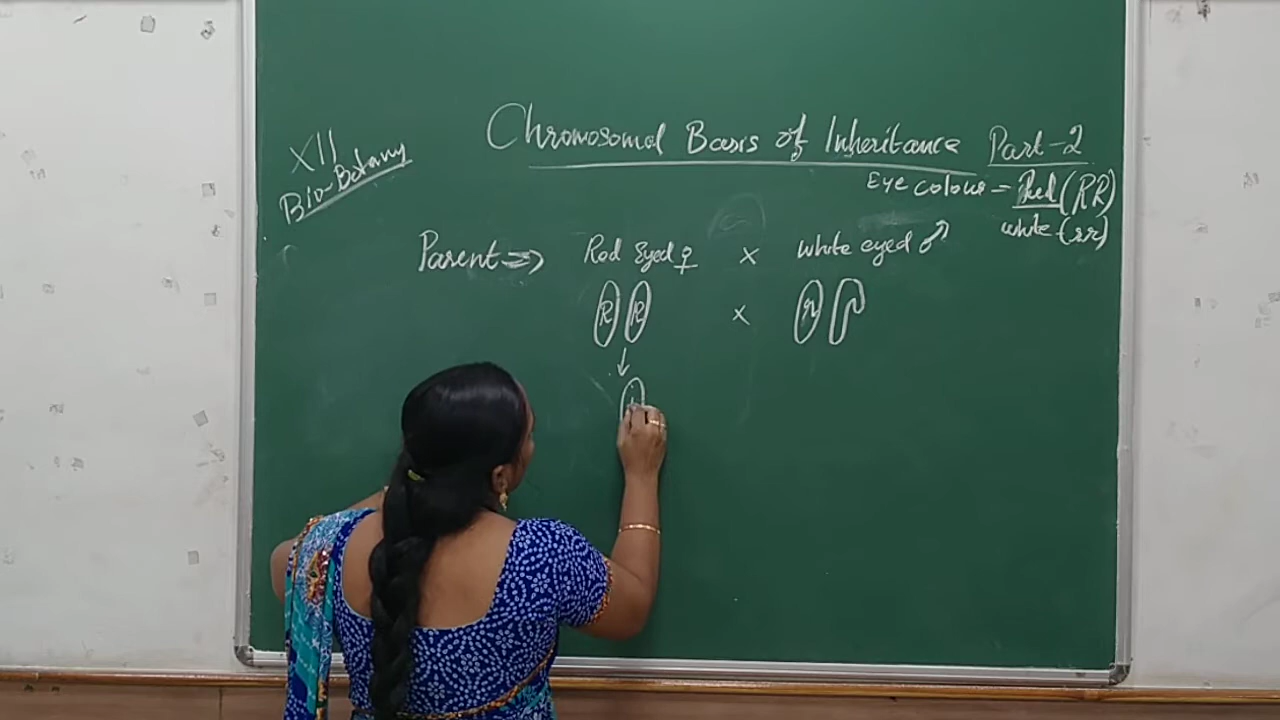 XII
Bio-Botany
Chromosomal Basis of Inheritance Part-2
Eye colour = Red (RR)
white (rr)
Parent => Red Eyed ♀ × white eyed ♂
R R × r